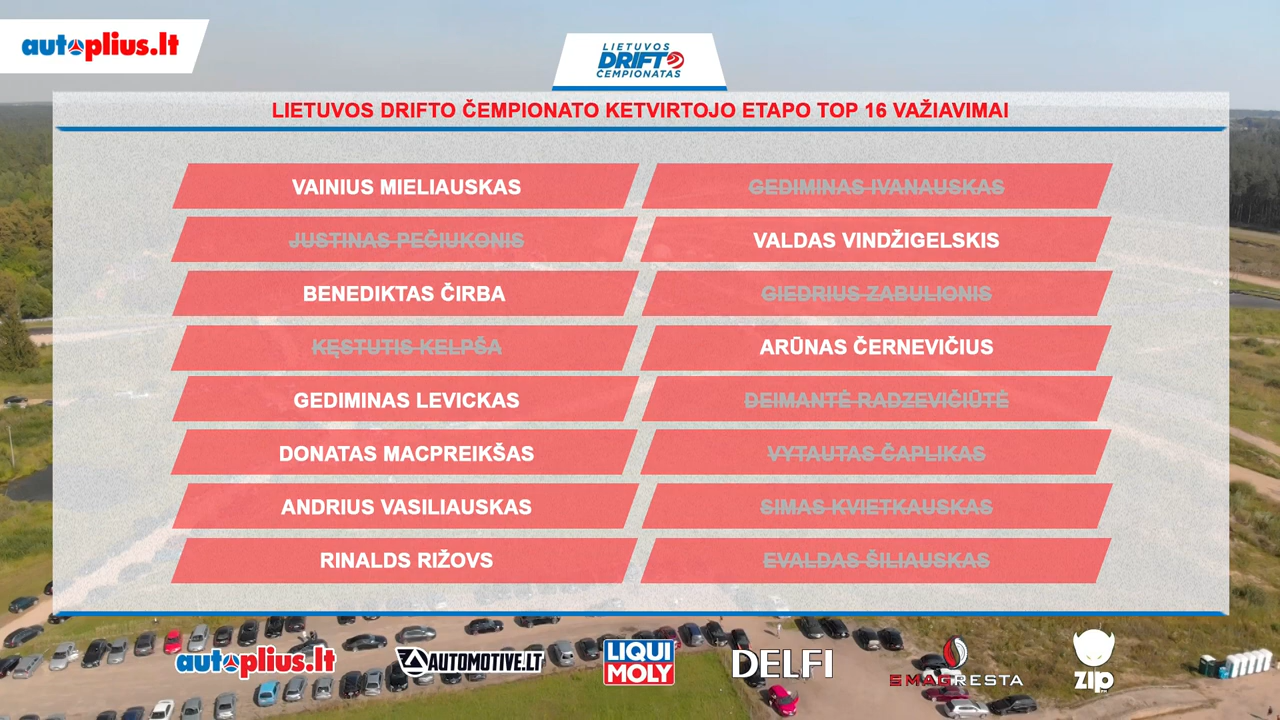 autoplius.lt
LIETUVOS
DRIFTO
ČEMPIONATAS
LIETUVOS DRIFTO ČEMPIONATO KETVIRTOJO ETAPO TOP 16 VAŽIAVIMAI
VAINIUS MIELIAUSKAS GEDIMINAS IVANAUSKAS
JUSTINAS PEČIUKONIS VALDAS VINDŽIGELSKIS
BENEDIKTAS ČIRBA GIEDRIUS ZABULIONIS
KĘSTUTIS KELPŠA ARŪNAS ČERNEVIČIUS
GEDIMINAS LEVICKAS DEIMANTĖ RADZEVIČIŪTĖ
DONATAS MACPREIKŠAS VYTAUTAS ČAPLIKAS
ANDRIUS VASILIAUSKAS SIMAS KVIETKAUSKAS
RINALDS RIŽOVS EVALDAS ŠILIAUSKAS
autoplius.lt AUTOMOTIVE.LT LIQUI MOLY DELFI EMAGRESTA ZIP